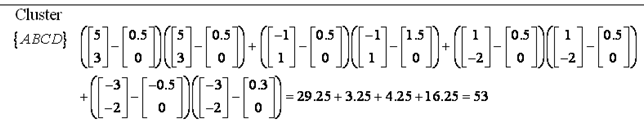 Cluster
{ABCD} ([5 3] − [0.5 0])([5 3] − [0.5 0]) + ([−1 1] − [0.5 0])([−1 1] − [1.5 0]) + ([1 −2] − [0.5 0])([1 −2] − [0.5 0])
+([−3 −2] − [−0.5 0])([−3 −2] − [0.3 0]) = 29.25 + 3.25 + 4.25 + 16.25 = 53